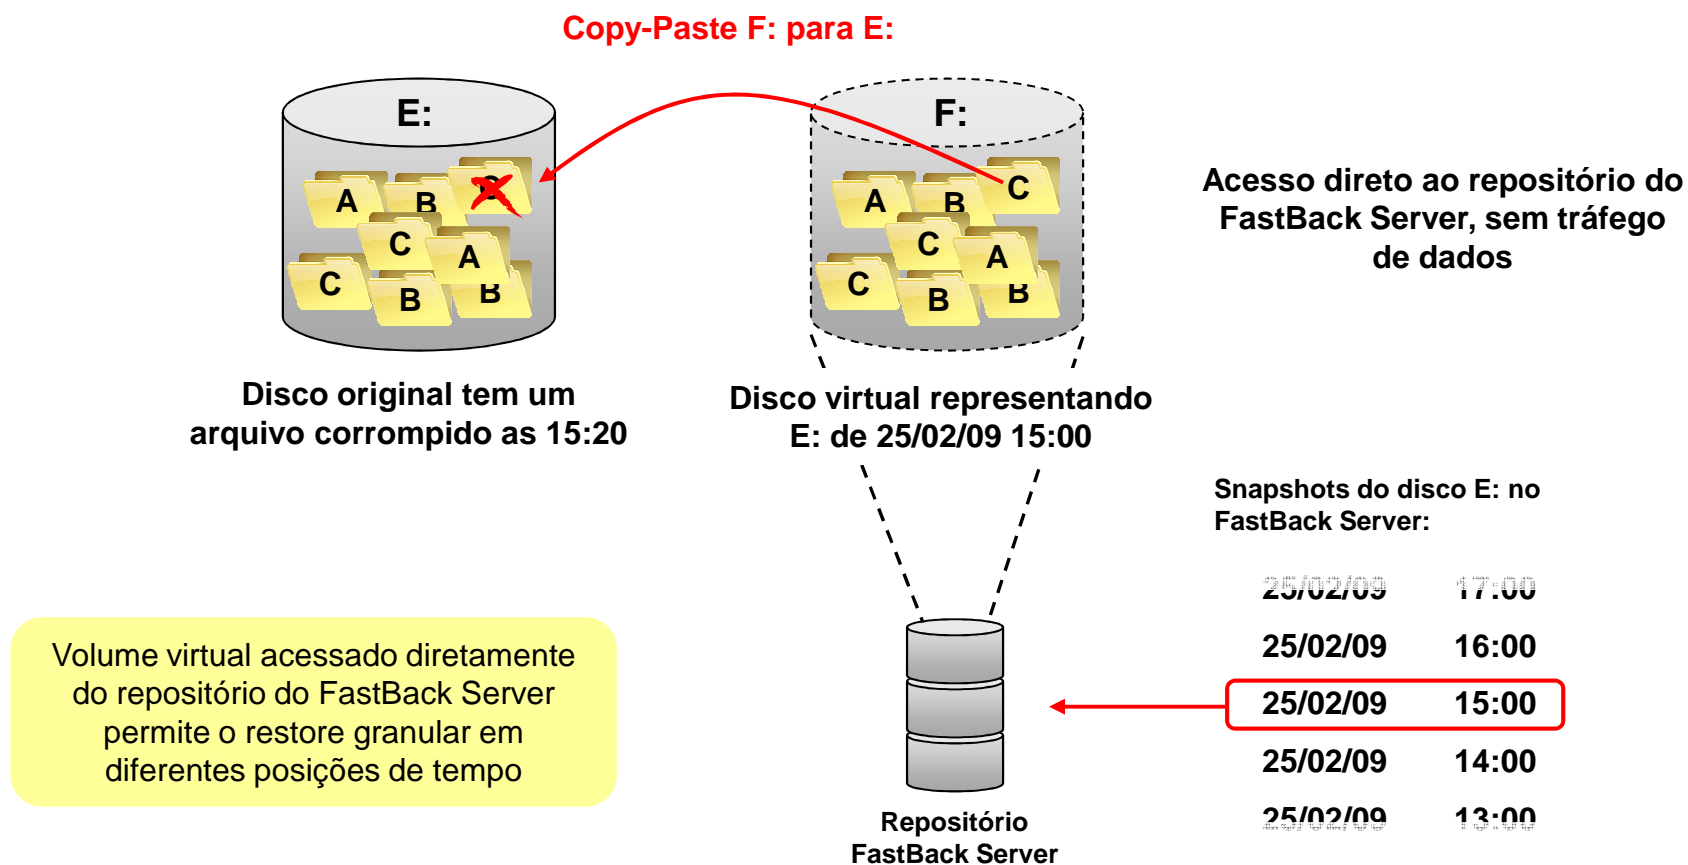 Copy-Paste F: para E:
E:
F:
A
B
C
C
A
C
B
B
A
B
C
C
A
C
B
B
Acesso direto ao repositório do
FastBack Server, sem tráfego
de dados
Disco original tem um
arquivo corrompido as 15:20
Disco virtual representando
E: de 25/02/09 15:00
Snapshots do disco E: no
FastBack Server:
25/02/09 17:00
25/02/09 16:00
25/02/09 15:00
25/02/09 14:00
25/02/09 13:00
Volume virtual acessado diretamente
do repositório do FastBack Server
permite o restore granular em
diferentes posições de tempo
Repositório
FastBack Server